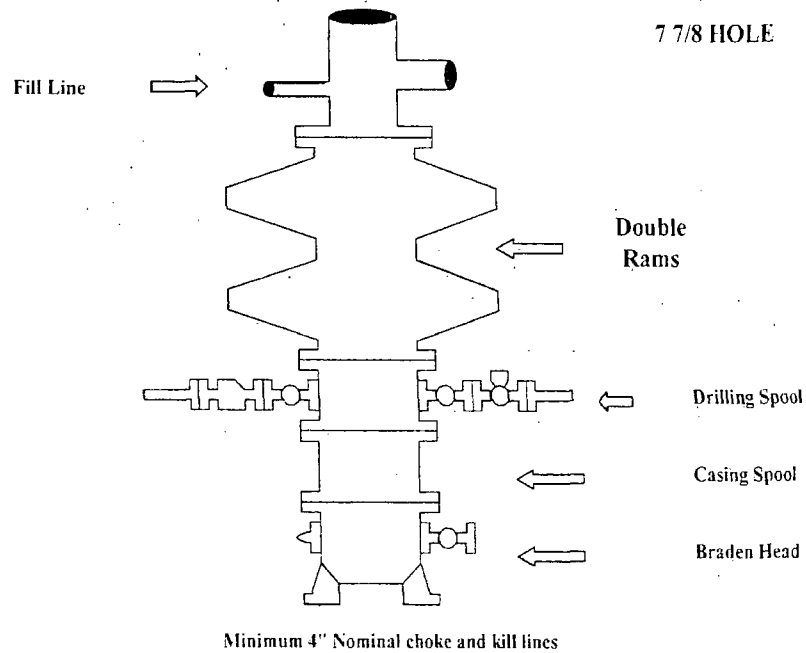 7 7/8 HOLE
Fill Line
Double
Rams
Drilling Spool
Casing Spool
Braden Head
Minimum 4" Nominal choke and kill lines